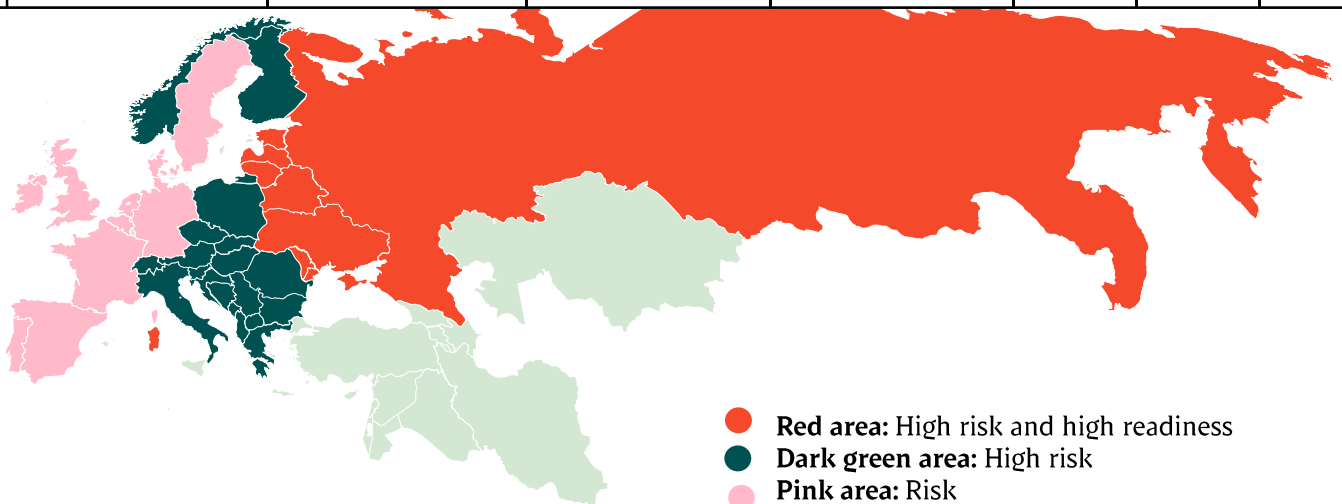 Red area: High risk and high readiness
Dark green area: High risk
Pink area: Risk